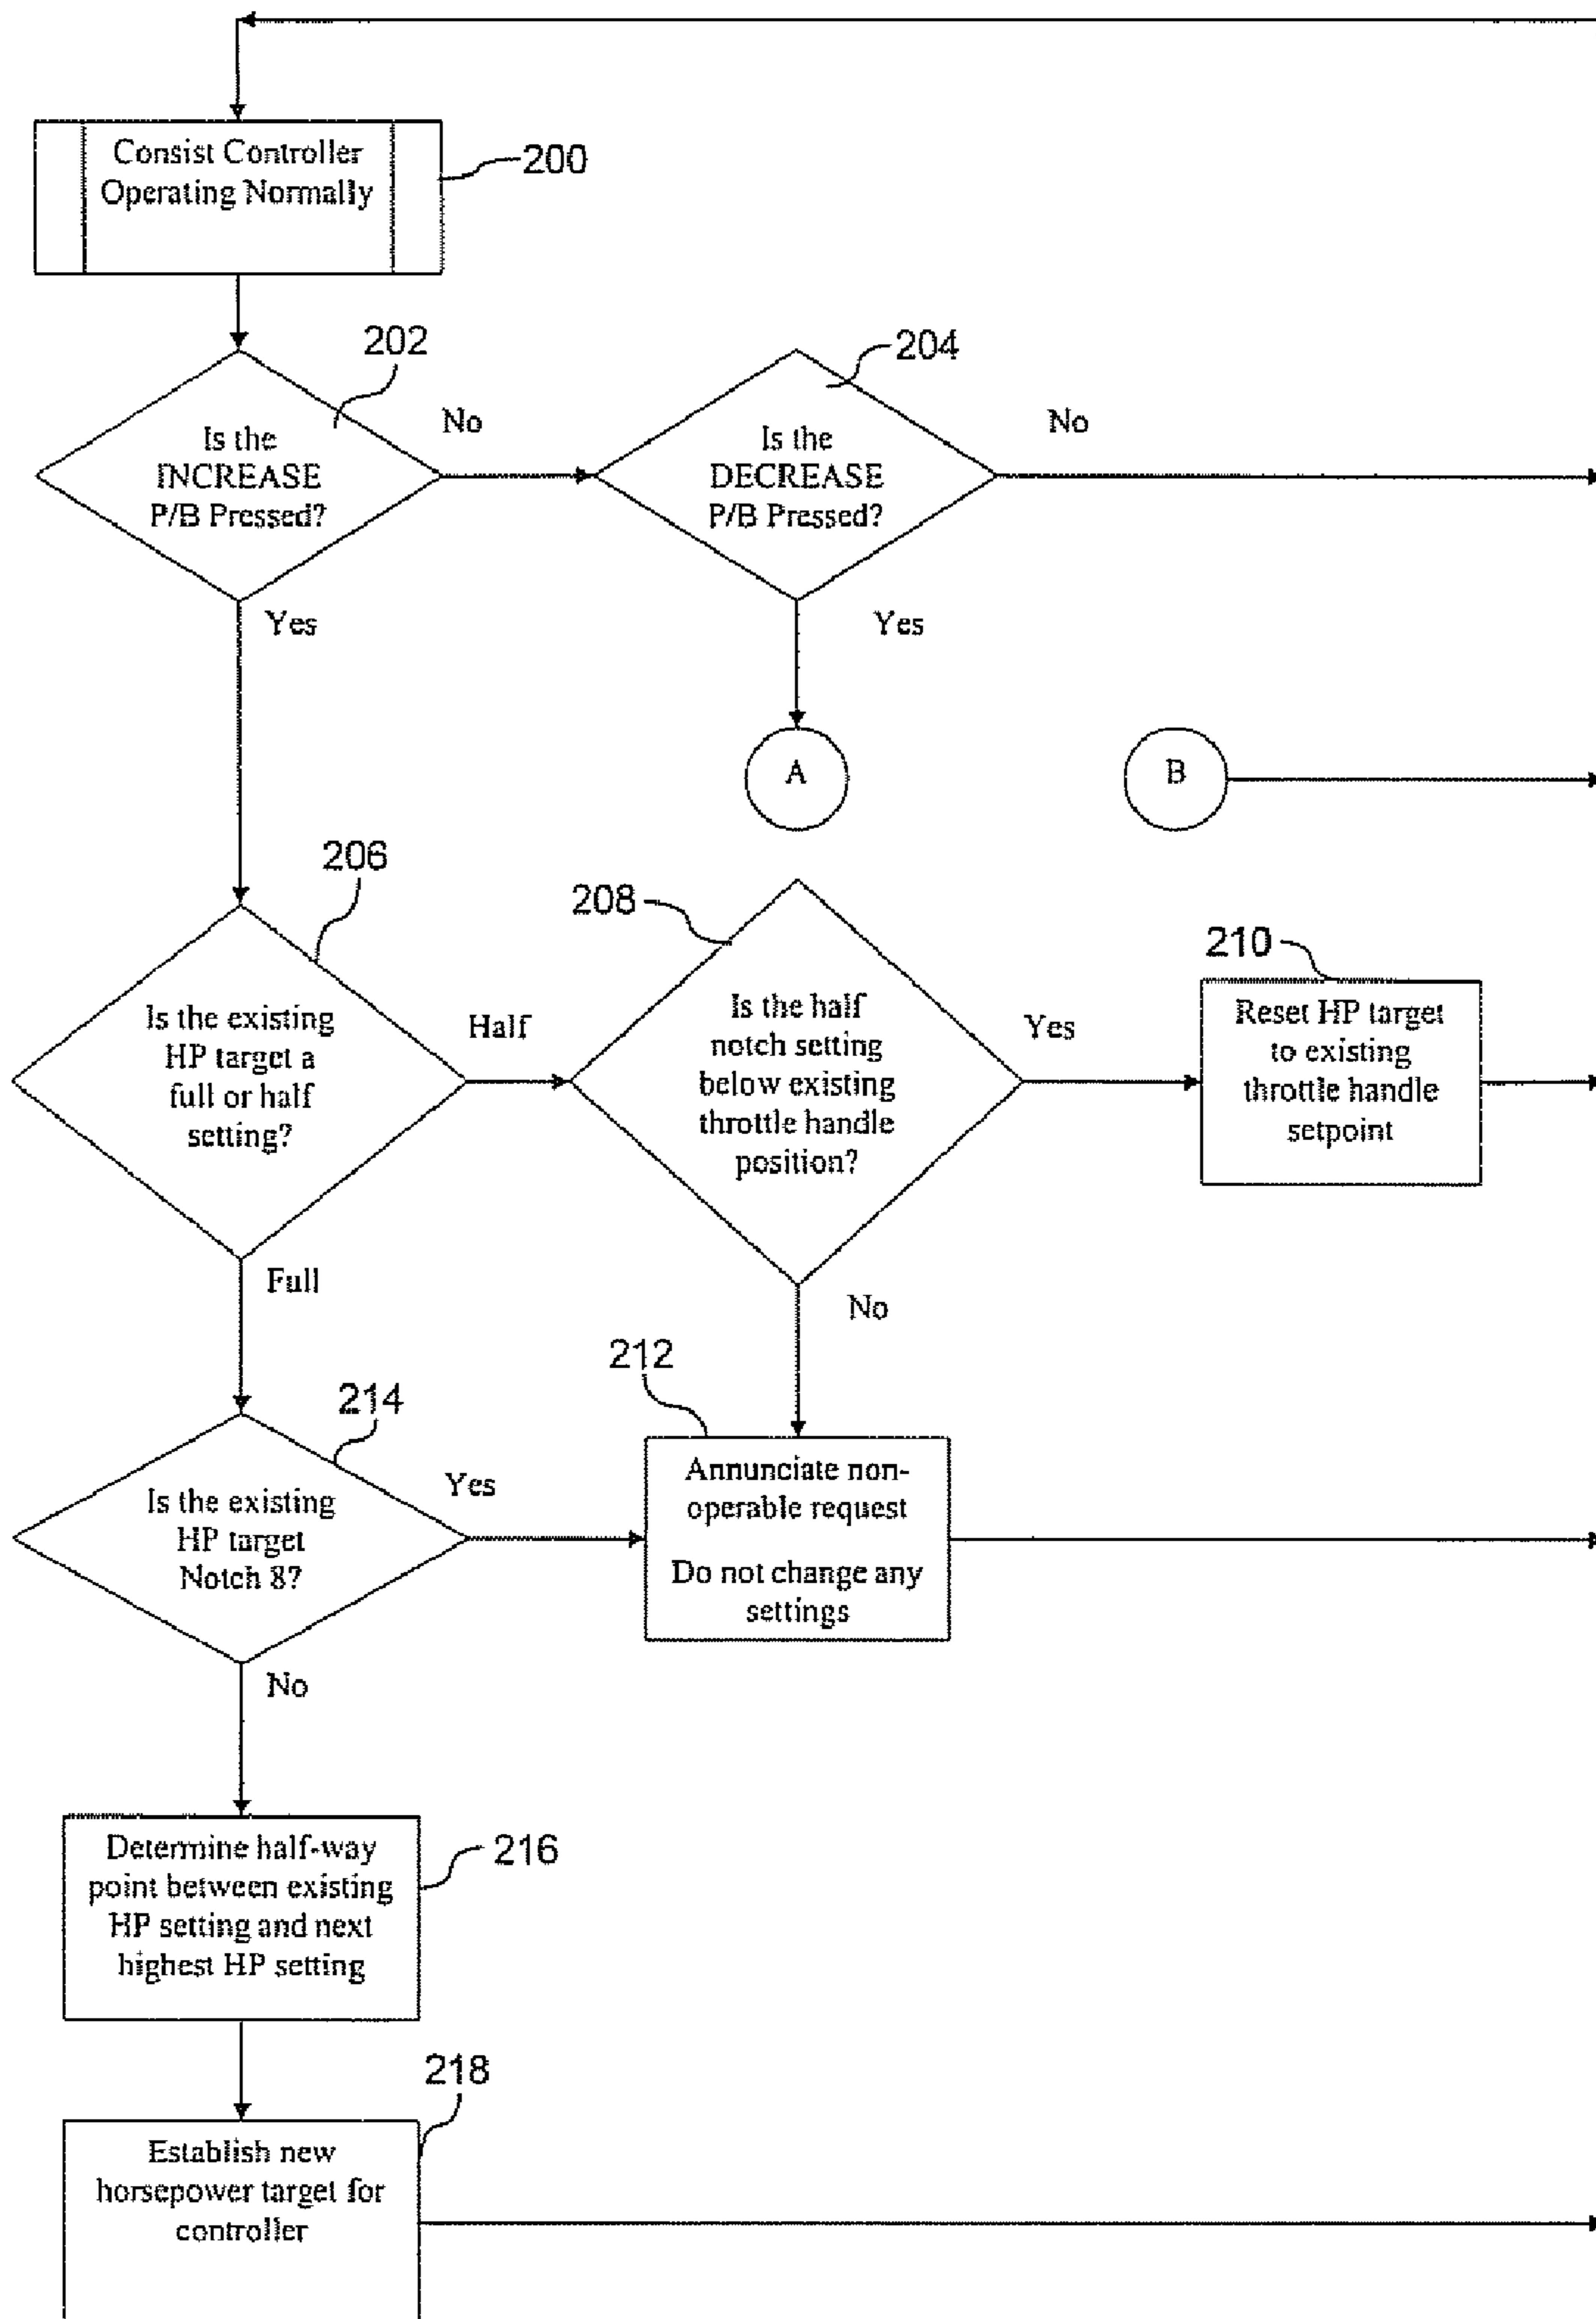 Consist Controller
Operating Normally
200
202
204
Is the
INCREASE
P/B Pressed?
No
Is the
DECREASE
P/B Pressed?
No
Yes
Yes
A
B
206
208
210
Is the existing
HP target a
full or half
setting?
Half
Is the half
notch setting
below existing
throttle handle
position?
Yes
Reset HP target
to existing
throttle handle
setpoint
Full
No
212
214
Is the existing
HP target
Notch 8?
Yes
Annunciate non-
operable request
Do not change any
settings
No
Determine half-way
point between existing
HP setting and next
highest HP setting
216
218
Establish new
horsepower target for
controller